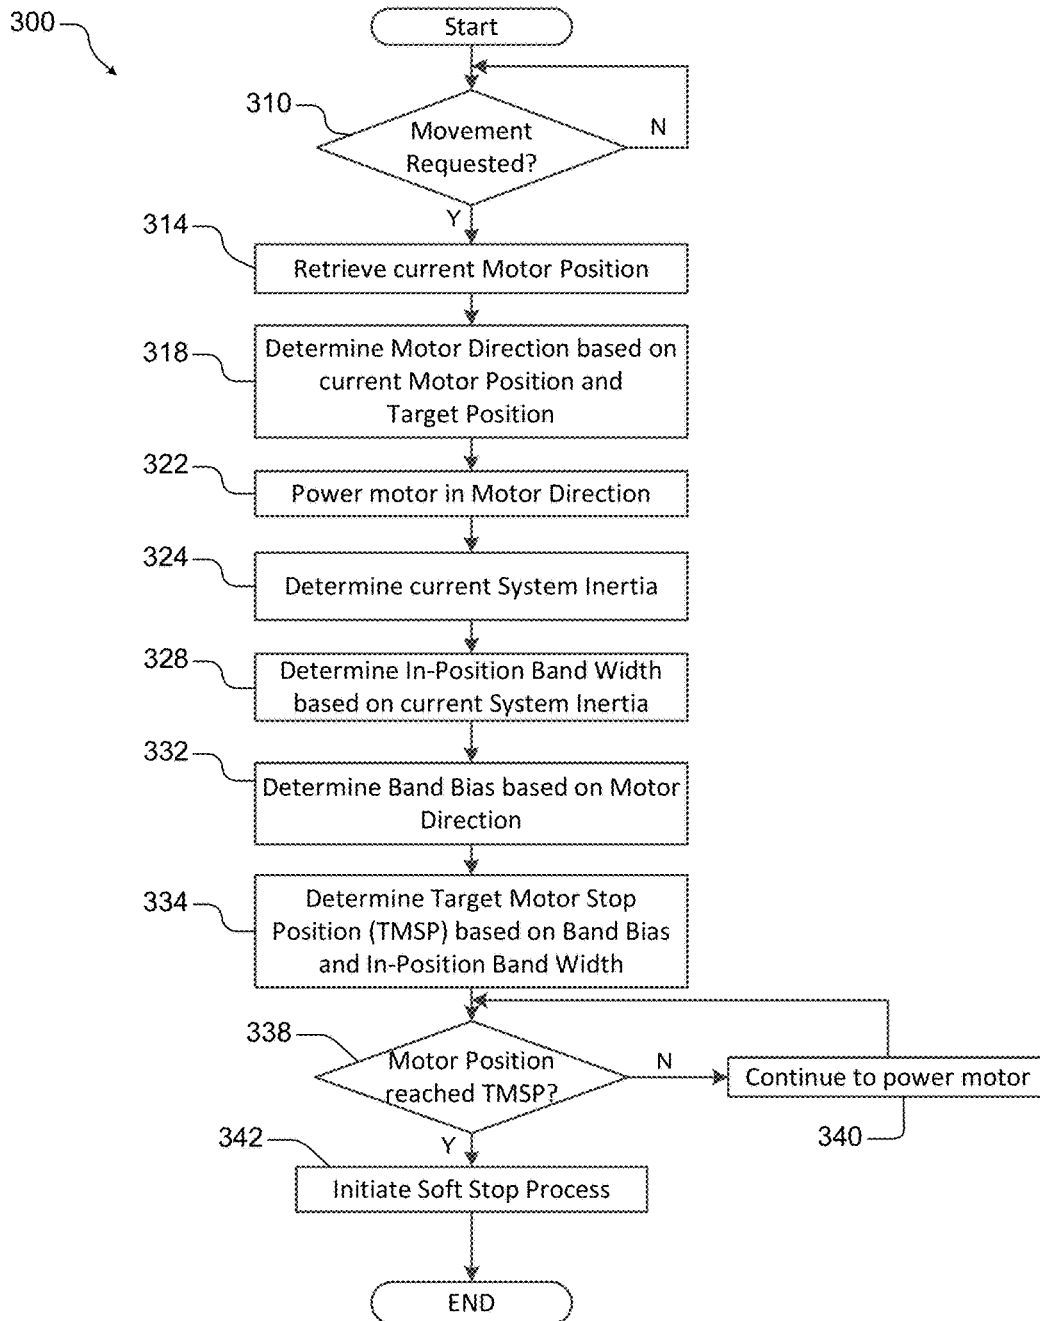 300
Start
310
Movement
Requested?
N
Y
314
Retrieve current Motor Position
318
Determine Motor Direction based on
current Motor Position and
Target Position
322
Power motor in Motor Direction
324
Determine current System Inertia
328
Determine In-Position Band Width
based on current System Inertia
332
Determine Band Bias based on Motor
Direction
334
Determine Target Motor Stop
Position (TMSP) based on Band Bias
and In-Position Band Width
338
Motor Position
reached TMSP?
N
Continue to power motor
340
Y
342
Initiate Soft Stop Process
END